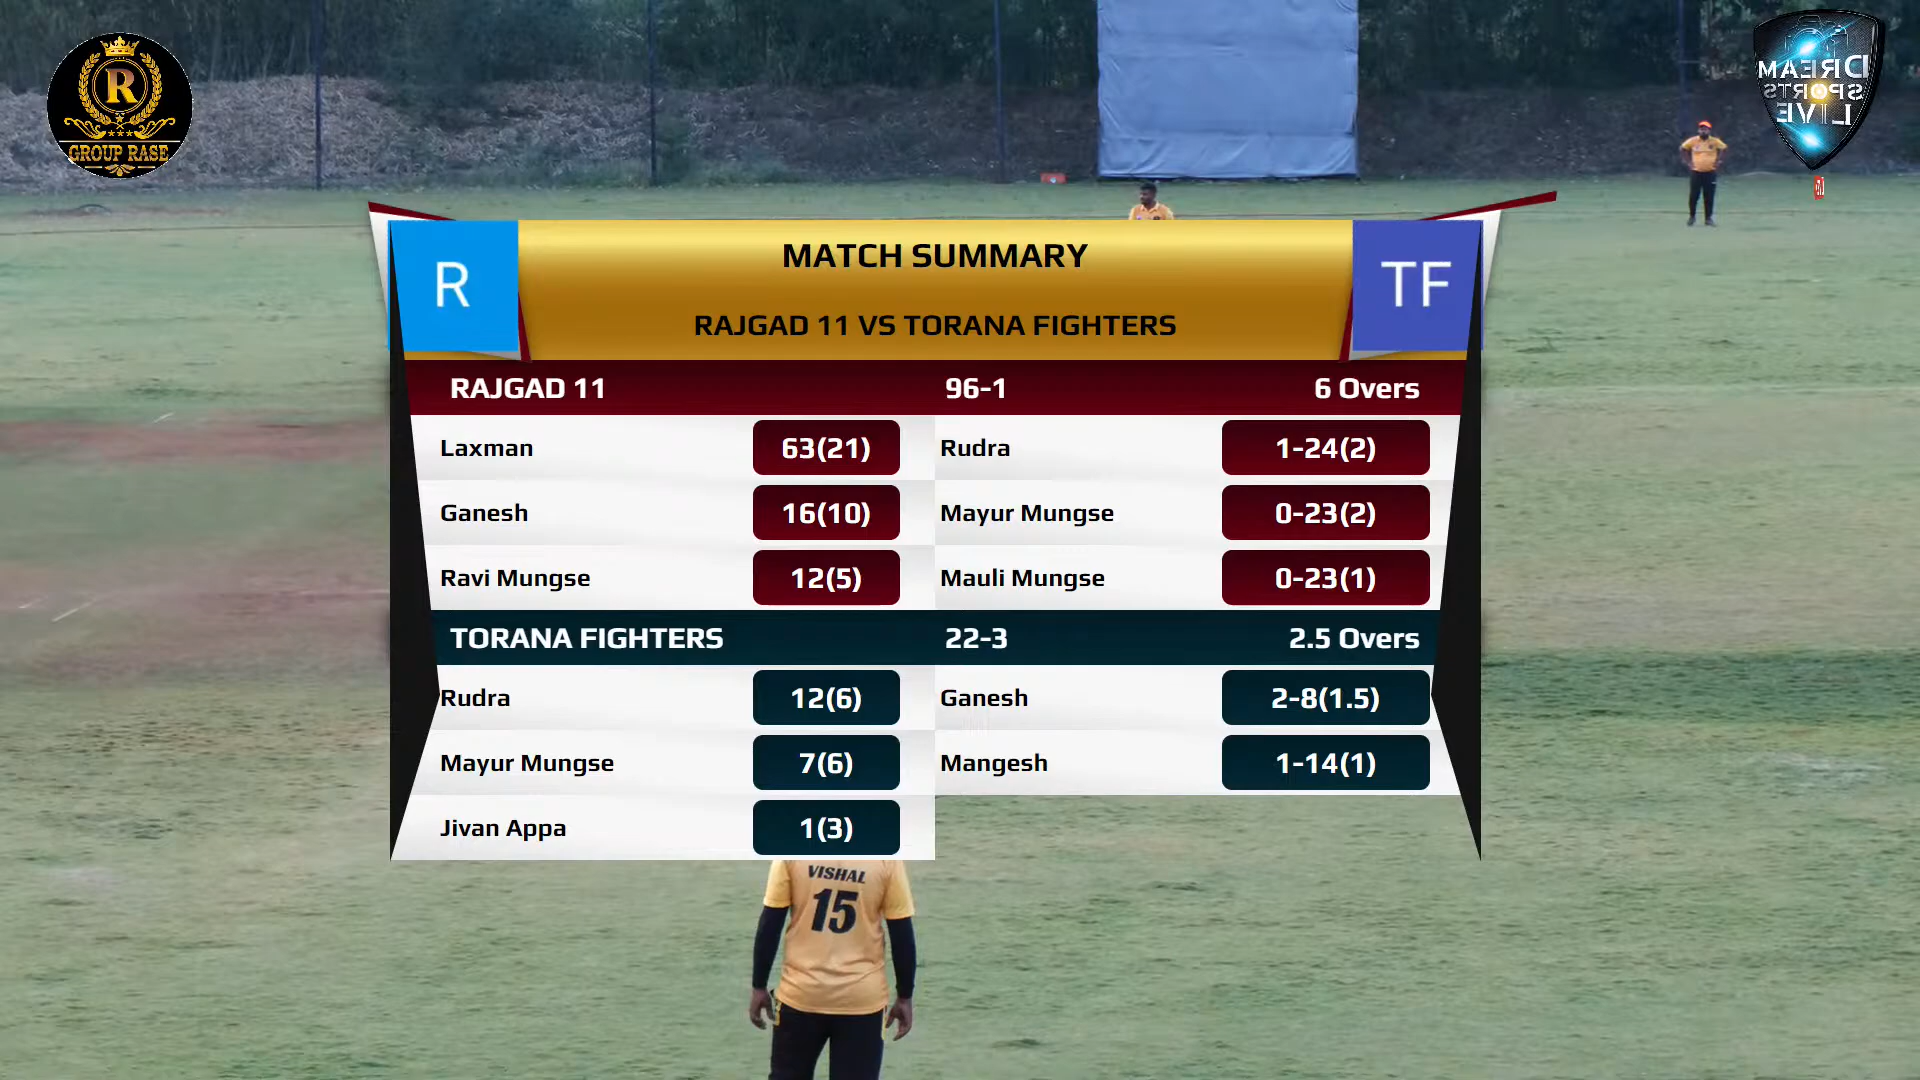 R
GROUP RASE
DREAM
SPORTS
LIVE
R
MATCH SUMMARY
TF
RAJGAD 11 VS TORANA FIGHTERS
RAJGAD 11 96-1 6 Overs
Laxman 63(21) Rudra 1-24(2)
Ganesh 16(10) Mayur Mungse 0-23(2)
Ravi Mungse 12(5) Mauli Mungse 0-23(1)
TORANA FIGHTERS 22-3 2.5 Overs
Rudra 12(6) Ganesh 2-8(1.5)
Mayur Mungse 7(6) Mangesh 1-14(1)
Jivan Appa 1(3)
VISHAL
15